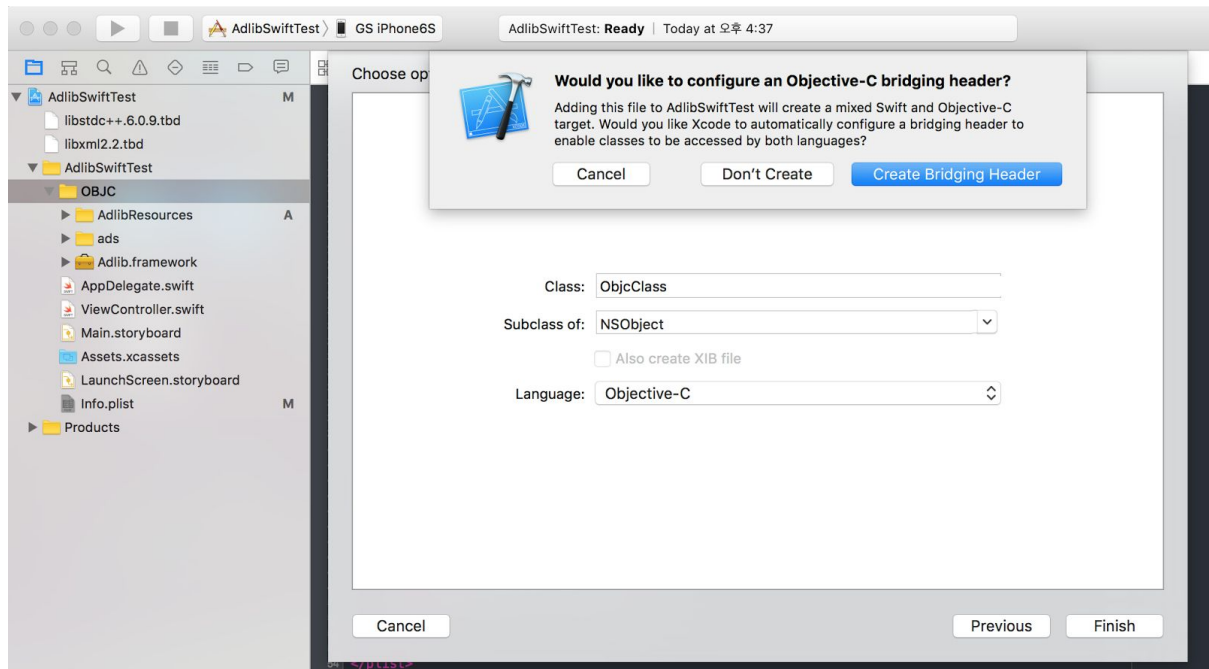 AdlibSwiftTest GS iPhone6S AdlibSwiftTest: Ready | Today at 오후 4:37
AdlibSwiftTest M
libstdc++.6.0.9.tbd
libxml2.2.tbd
AdlibSwiftTest
OBJC
AdlibResources A
ads
Adlib.framework
AppDelegate.swift
ViewController.swift
Main.storyboard
Assets.xcassets
LaunchScreen.storyboard
Info.plist M
Products
Choose op
Would you like to configure an Objective-C bridging header?
Adding this file to AdlibSwiftTest will create a mixed Swift and Objective-C
target. Would you like Xcode to automatically configure a bridging header to
enable classes to be accessed by both languages?
Cancel Don't Create Create Bridging Header
Class: ObjcClass
Subclass of: NSObject
Also create XIB file
Language: Objective-C
Cancel Previous Finish
</plist>